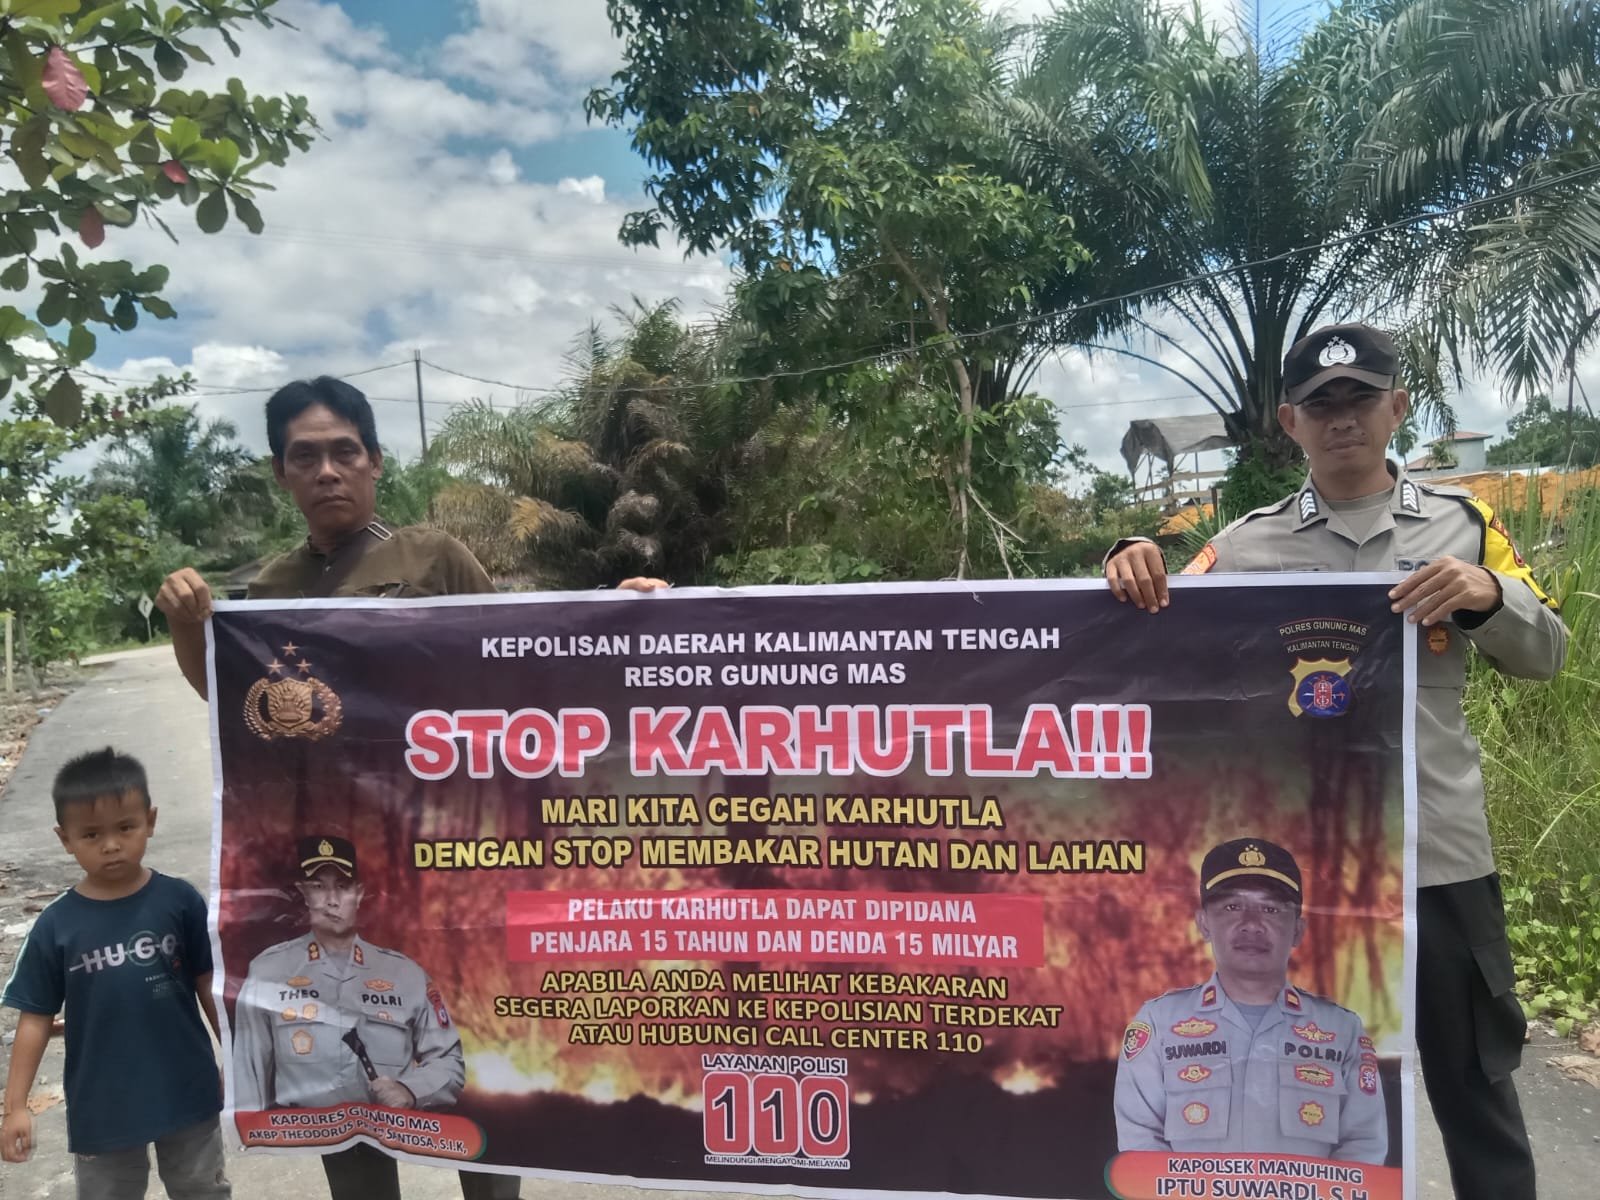 KEPOLISAN DAERAH KALIMANTAN TENGAH
RESOR GUNUNG MAS
POLRES GUNUNG MAS
KALIMANTAN TENGAH
STOP KARHUTLA!!!
MARI KITA CEGAH KARHUTLA
DENGAN STOP MEMBAKAR HUTAN DAN LAHAN
PELAKU KARHUTLA DAPAT DIPIDANA
PENJARA 15 TAHUN DAN DENDA 15 MILYAR
APABILA ANDA MELIHAT KEBAKARAN
SEGERA LAPORKAN KE KEPOLISIAN TERDEKAT
ATAU HUBUNGI CALL CENTER 110
LAYANAN POLISI
110
MELINDUNGI-MENGAYOMI-MELAYANI
THEO POLRI
KAPOLRES GUNUNG MAS
AKBP THEODORUS SANTOSA, S.I.K,
SUWARDI POLRI
KAPOLSEK MANUHING
IPTU SUWARDI, S.H
HUGO